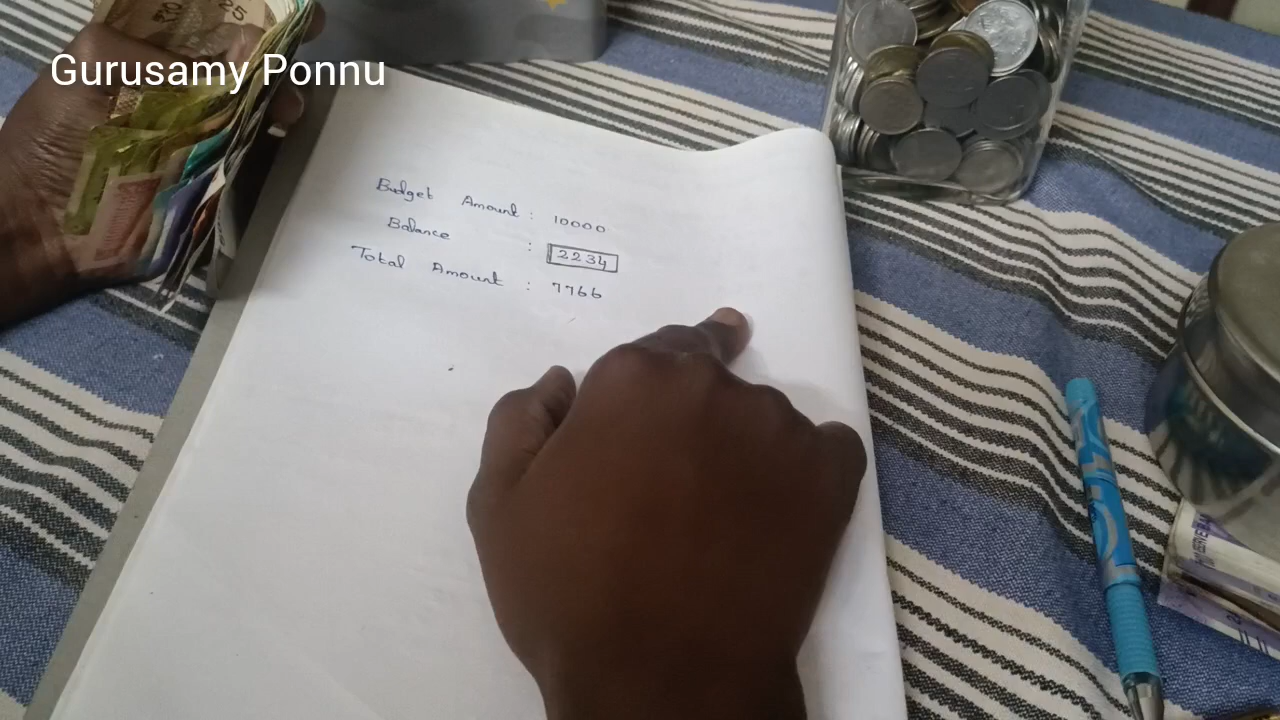 Gurusamy Ponnu
Budget Amount : 10000
Balance : 2234
Total Amount : 7766